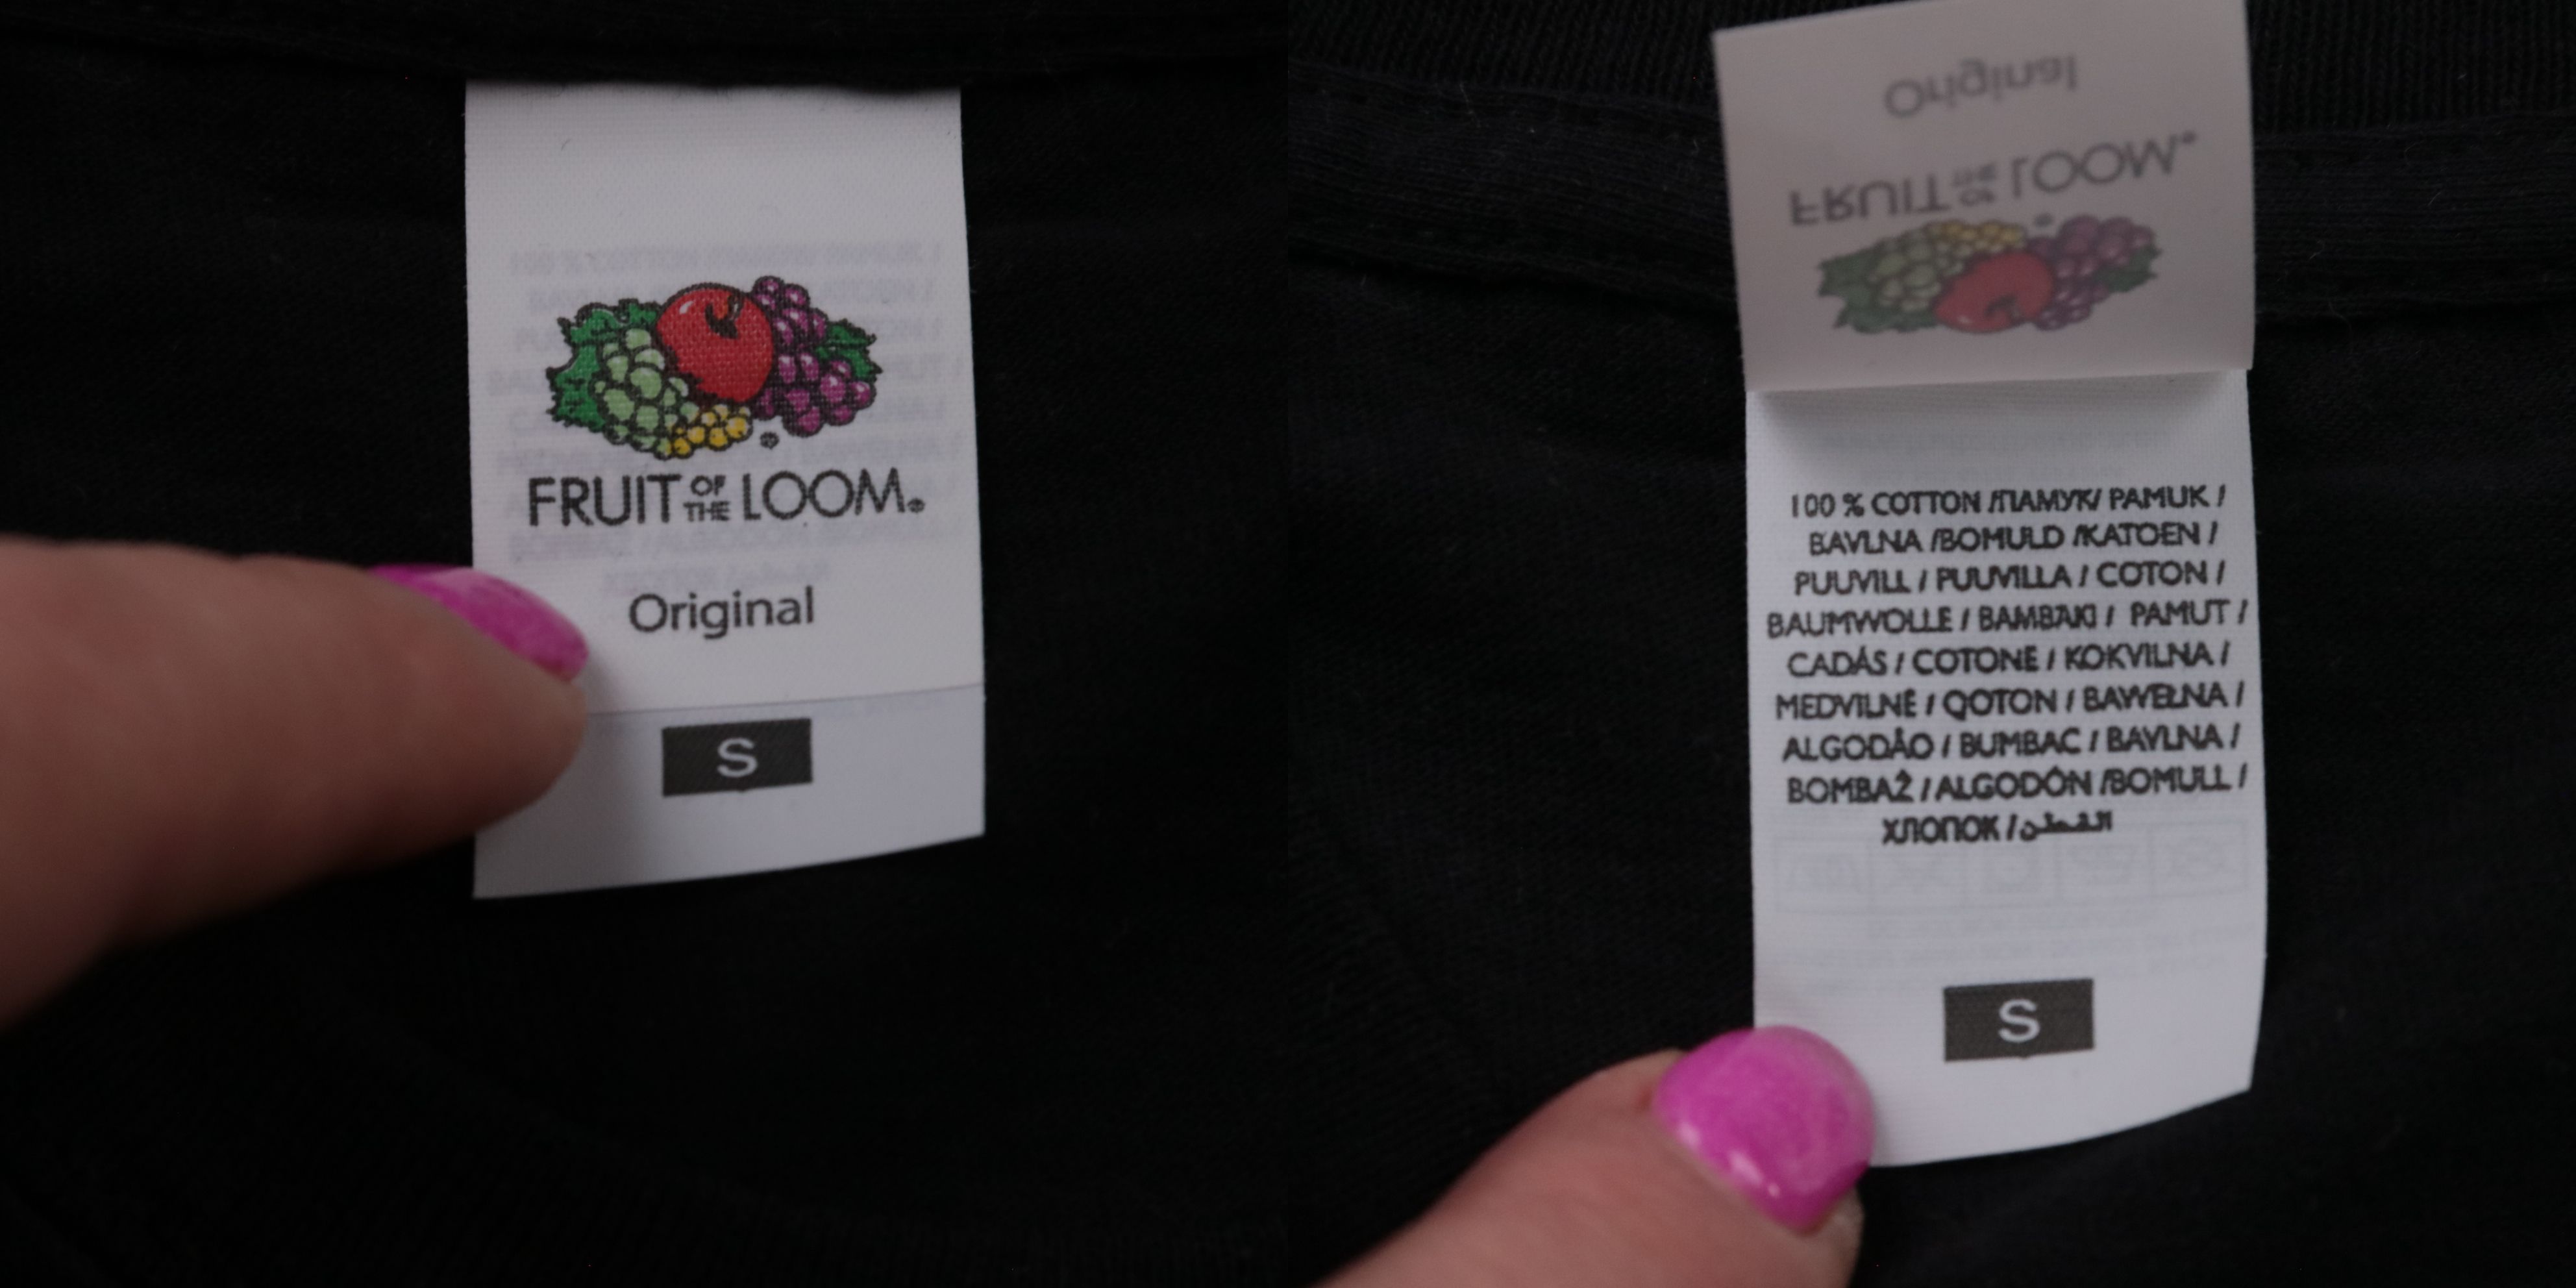 FRUIT OF THE LOOM®
Original
S
Original
FRUIT OF THE LOOM®
100 % COTTON /ПАМУК/ PAMUK /
BAVLNA /BOMULD /KATOEN /
PUUVILL / PUUVILLA / COTON /
BAUMWOLLE / BAMBAKI / PAMUT /
CADÁS / COTONE / KOKVILNA /
MEDVILNĖ / QOTON / BAWEŁNA /
ALGODÃO / BUMBAC / BAVLNA /
BOMBAŽ / ALGODÓN /BOMULL /
ХЛОПОК / القطن
S